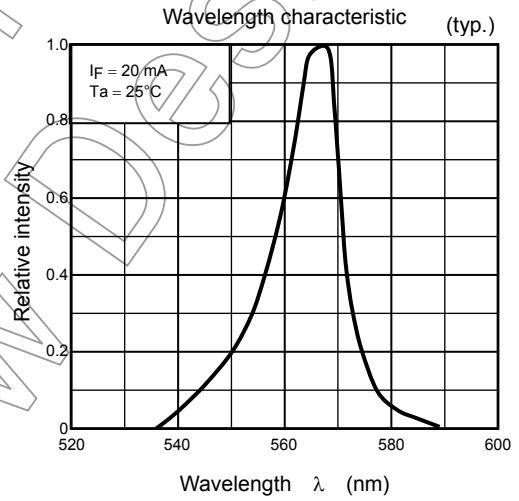 Wavelength characteristic
(typ.)
IF = 20 mA
Ta = 25°C
1.0
0.8
0.6
0.4
0.2
0
Relative intensity
520
540
560
580
600
Wavelength λ (nm)